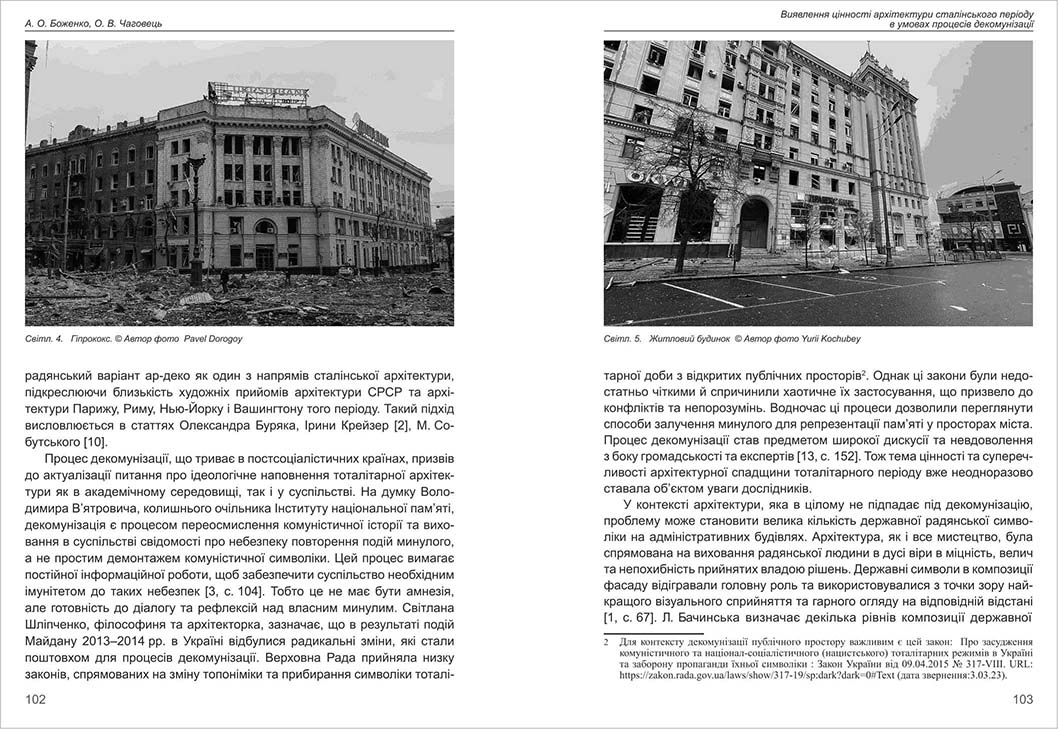 А. О. Боженко, О. В. Чаговець
Світл. 4. Гіпрококс. © Автор фото Pavel Dorogoy
радянський варіант ар-деко як один з напрямів сталінської архітектури,
підкреслюючи близькість художніх прийомів архітектури СРСР та архі-
тектури Парижу, Риму, Нью-Йорку і Вашингтону того періоду. Такий підхід
висловлюється в статтях Олександра Буряка, Ірини Крейзер [2], М. Со-
бутського [10].
Процес декомунізації, що триває в постсоціалістичних країнах, призвів
до актуалізації питання про ідеологічне наповнення тоталітарної архітек-
тури як в академічному середовищі, так і у суспільстві. На думку Воло-
димира В’ятровича, колишнього очільника Інституту національної пам’яті,
декомунізація є процесом переосмислення комуністичної історії та вихо-
вання в суспільстві свідомості про небезпеку повторення подій минулого,
а не простим демонтажем комуністичної символіки. Цей процес вимагає
постійної інформаційної роботи, щоб забезпечити суспільство необхідним
імунітетом до таких небезпек [3, с. 104]. Тобто це не має бути амнезія,
але готовність до діалогу та рефлексій над власним минулим. Світлана
Шліпченко, філософиня та архітекторка, зазначає, що в результаті подій
Майдану 2013–2014 рр. в Україні відбулися радикальні зміни, які стали
поштовхом для процесів декомунізації. Верховна Рада прийняла низку
законів, спрямованих на зміну топоніміки та прибирання символіки тоталі-
102
Виявлення цінності архітектури сталінського періоду
в умовах процесів декомунізації
Світл. 5. Житловий будинок © Автор фото Yurii Kochubey
тарної доби з відкритих публічних просторів². Однак ці закони були недо-
статньо чіткими й спричинили хаотичне їх застосування, що призвело до
конфліктів та непорозумінь. Водночас ці процеси дозволили переглянути
способи залучення минулого для репрезентації пам’яті у просторах міста.
Процес декомунізації став предметом широкої дискусії та невдоволення
з боку громадськості та експертів [13, с. 152]. Тож тема цінності та супереч-
ливості архітектурної спадщини тоталітарного періоду вже неодноразово
ставала об’єктом уваги дослідників.
У контексті архітектури, яка в цілому не підпадає під декомунізацію,
проблему може становити велика кількість державної радянської симво-
ліки на адміністративних будівлях. Архітектура, як і все мистецтво, була
спрямована на виховання радянської людини в дусі віри в міцність, велич
та непохибність прийнятих владою рішень. Державні символи в композиції
фасаду відігравали головну роль та використовувалися з точки зору най-
кращого візуального сприйняття та гарного огляду на відповідній відстані
[1, с. 67]. Л. Бачинська визначає декілька рівнів композиції державної
2 Для контексту декомунізації публічного простору важливим є цей закон: Про засудження
комуністичного та націонал-соціалістичного (нацистського) тоталітарних режимів в Україні
та заборону пропаганди їхньої символіки : Закон України від 09.04.2015 № 317-VIII. URL:
https://zakon.rada.gov.ua/laws/show/317-19/sp:dark?dark=0#Text (дата звернення:3.03.23).
103